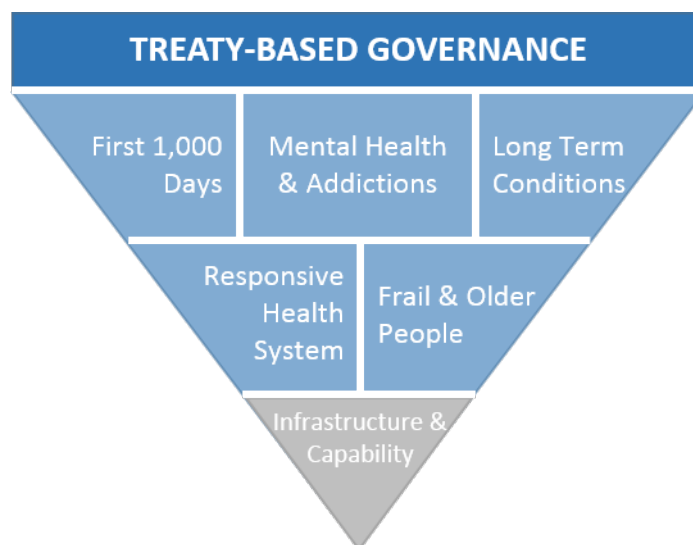 TREATY-BASED GOVERNANCE
First 1,000
Days
Mental Health
& Addictions
Long Term
Conditions
Responsive
Health
System
Frail & Older
People
Infrastructure &
Capability